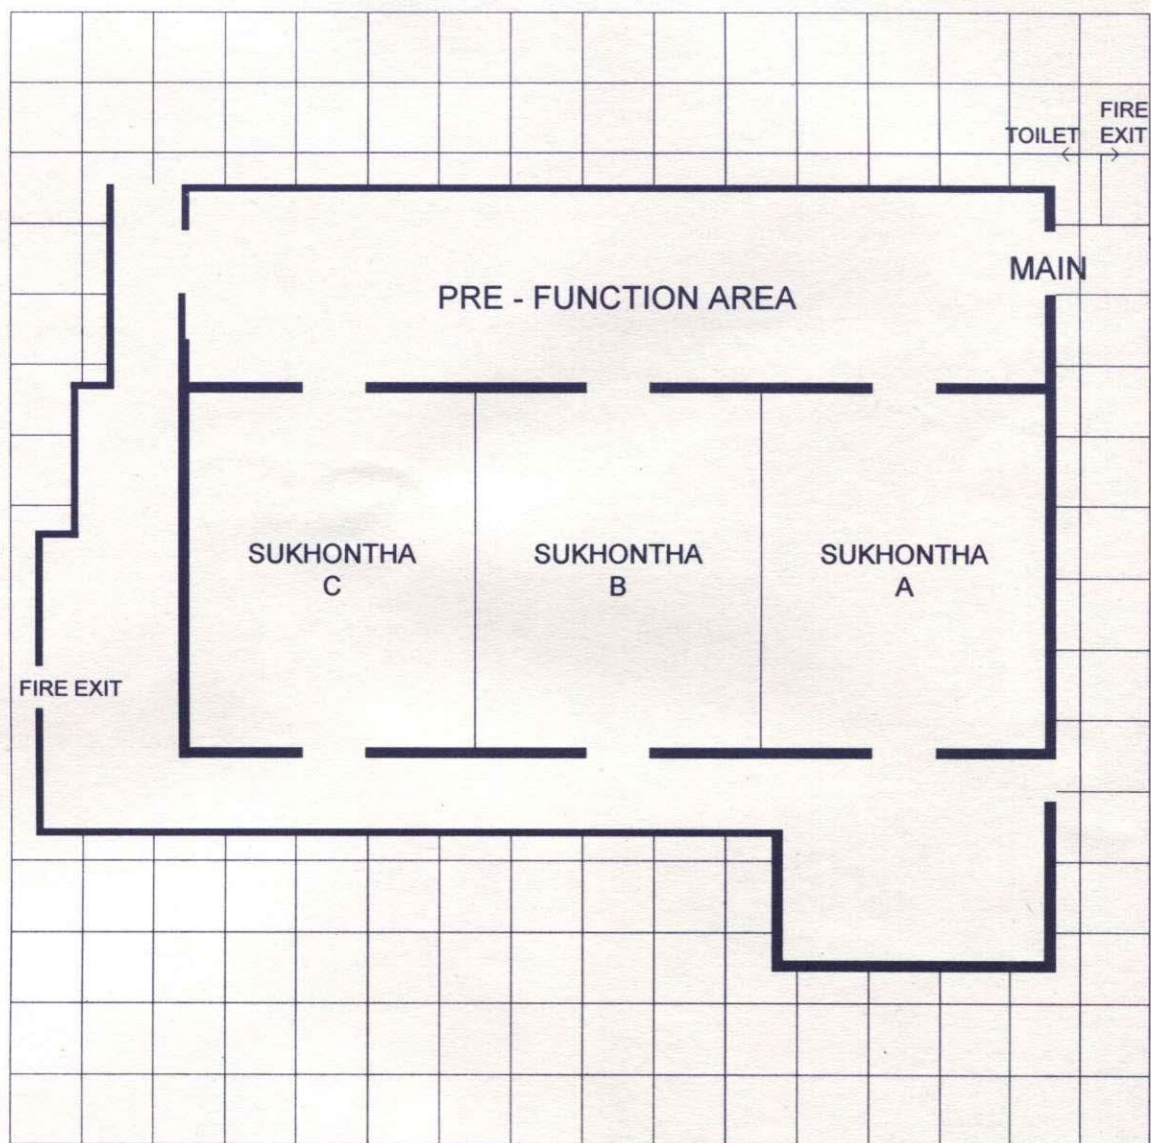 FIRE
TOILET EXIT
MAIN
PRE - FUNCTION AREA
SUKHONTHA
C
SUKHONTHA
B
SUKHONTHA
A
FIRE EXIT